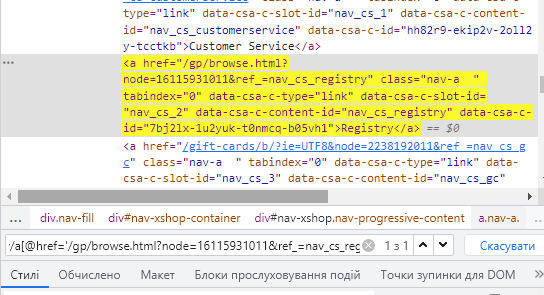 type="link" data-csa-c-slot-id="nav_cs_1" data-csa-c-content-
id="nav_cs_customerservice" data-csa-c-id="hh82r9-ekip2v-2oll2
y-tcctkb">Customer Service</a>
<a href="/gp/browse.html?
node=16115931011&ref_=nav_cs_registry" class="nav-a  "
tabindex="0" data-csa-c-type="link" data-csa-c-slot-id=
"nav_cs_2" data-csa-c-content-id="nav_cs_registry" data-csa-c-
id="7bj2lx-1u2yuk-t0nmcq-b05vh1">Registry</a> == $0
<a href="/gift-cards/b/?ie=UTF8&node=2238192011&ref_=nav_cs_g
c" class="nav-a  " tabindex="0" data-csa-c-type="link" data-
csa-c-slot-id="nav_cs_3" data-csa-c-content-id="nav_cs_gc"
... div.nav-fill div#nav-xshop-container div#nav-xshop.nav-progressive-content a.nav-a. ...
/a[@href='/gp/browse.html?node=16115931011&ref_=nav_cs_reg 1 з 1 Скасувати
Стилі Обчислено Макет Блоки прослуховування подій Точки зупинки для DOM